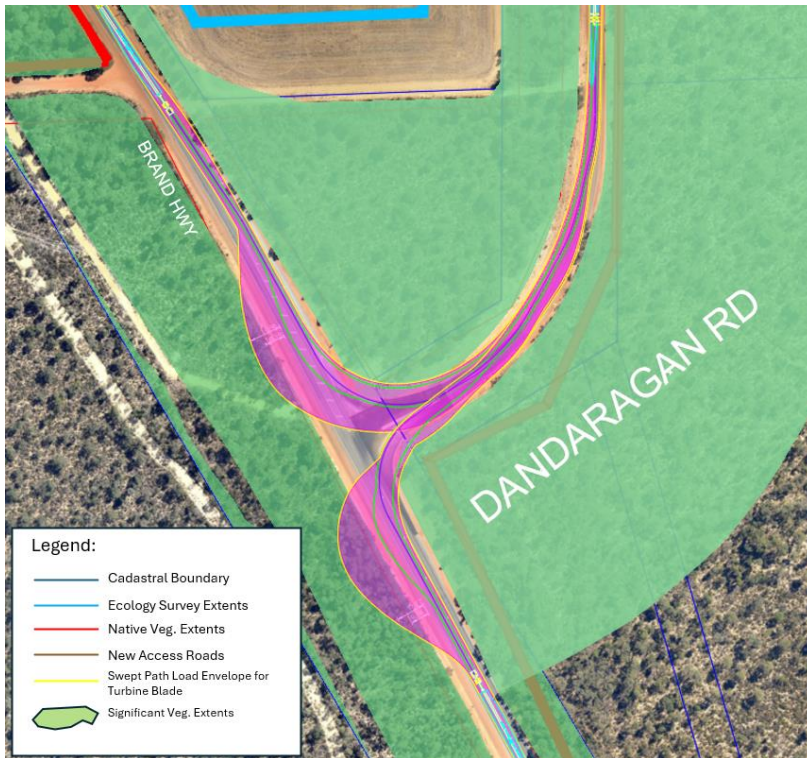 BRAND HWY
DANDARAGAN RD
Legend:
Cadastral Boundary
Ecology Survey Extents
Native Veg. Extents
New Access Roads
Swept Path Load Envelope for
Turbine Blade
Significant Veg. Extents